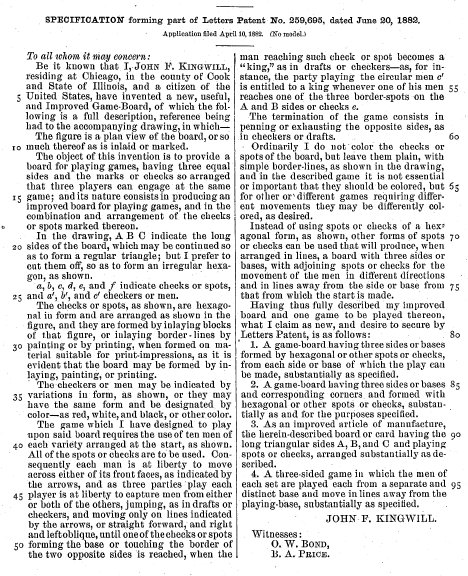 SPECIFICATION forming part of Letters Patent No. 259,695, dated June 20, 1882.
Application filed April 10, 1882. (No model.)
To all whom it may concern:
Be it known that I, JOHN F. KINGWILL,
residing at Chicago, in the county of Cook
and State of Illinois, and a citizen of the
5 United States, have invented a new, useful,
and Improved Game-Board, of which the fol-
lowing is a full description, reference being
had to the accompanying drawing, in which—
The figure is a plan view of the board, or so
10 much thereof as is inlaid or marked.
The object of this invention is to provide a
board for playing games, having three equal
sides and the marks or checks so arranged
that three players can engage at the same
15 game; and its nature consists in producing an
improved board for playing games, and in the
combination and arrangement of the checks
or spots marked thereon.
In the drawing, A B C indicate the long
20 sides of the board, which may be continued so
as to form a regular triangle; but I prefer to
cut them off, so as to form an irregular hexa-
gon, as shown.
a, b, c, d, e, and f indicate checks or spots,
25 and a', b', and c' checkers or men.
The checks or spots, as shown, are hexago-
nal in form and are arranged as shown in the
figure, and they are formed by inlaying blocks
of that figure, or inlaying border-lines by
30 painting or by printing, when formed on ma-
terial suitable for print-impressions, as it is
evident that the board may be formed by in-
laying, painting, or printing.
The checkers or men may be indicated by
35 variations in form, as shown, or they may
have the same form and be designated by
color—as red, white, and black, or other color.
The game which I have designed to play
upon said board requires the use of ten men of
40 each variety arranged at the start, as shown.
All of the spots or checks are to be used. Con-
sequently each man is at liberty to move
across either of its front faces, as indicated by
the arrows, and as three parties play each
45 player is at liberty to capture men from either
or both of the others, jumping, as in drafts or
checkers, and moving only on lines indicated
by the arrows, or straight forward, and right
and left oblique, until one of the checks or spots
50 forming the base or touching the border of
the two opposite sides is reached, when the
man reaching such check or spot becomes a
"king," as in drafts or checkers—as, for in-
stance, the party playing the circular men c'
is entitled to a king whenever one of his men 55
reaches one of the three border-spots on the
A and B sides or checks e.
The termination of the game consists in
penning or exhausting the opposite sides, as
in checkers or drafts. 60
Ordinarily I do not color the checks or
spots of the board, but leave them plain, with
simple border-lines, as shown in the drawing,
and in the described game it is not essential
or important that they should be colored, but 65
for other or different games requiring differ-
ent movements they may be differently col-
ored, as desired.
Instead of using spots or checks of a hex-
agonal form, as shown, other forms of spots 70
or checks can be used that will produce, when
arranged in lines, a board with three sides or
bases, with adjoining spots or checks for the
movement of the men in different directions
and in lines away from the side or base from 75
that from which the start is made.
Having thus fully described my improved
board and one game to be played thereon,
what I claim as new, and desire to secure by
Letters Patent, is as follows: 80
1. A game-board having three sides or bases
formed by hexagonal or other spots or checks,
from each side or base of which the play can
be made, substantially as specified.
2. A game-board having three sides or bases 85
and corresponding corners and formed with
hexagonal or other spots or checks, substan-
tially as and for the purposes specified.
3. As an improved article of manufacture,
the herein-described board or card having the 90
long triangular sides A, B, and C and playing
spots or checks, arranged substantially as de-
scribed.
4. A three-sided game in which the men of
each set are played each from a separate and 95
distinct base and move in lines away from the
playing-base, substantially as specified.
JOHN F. KINGWILL.
Witnesses:
O. W. BOND,
B. A. PRICE.